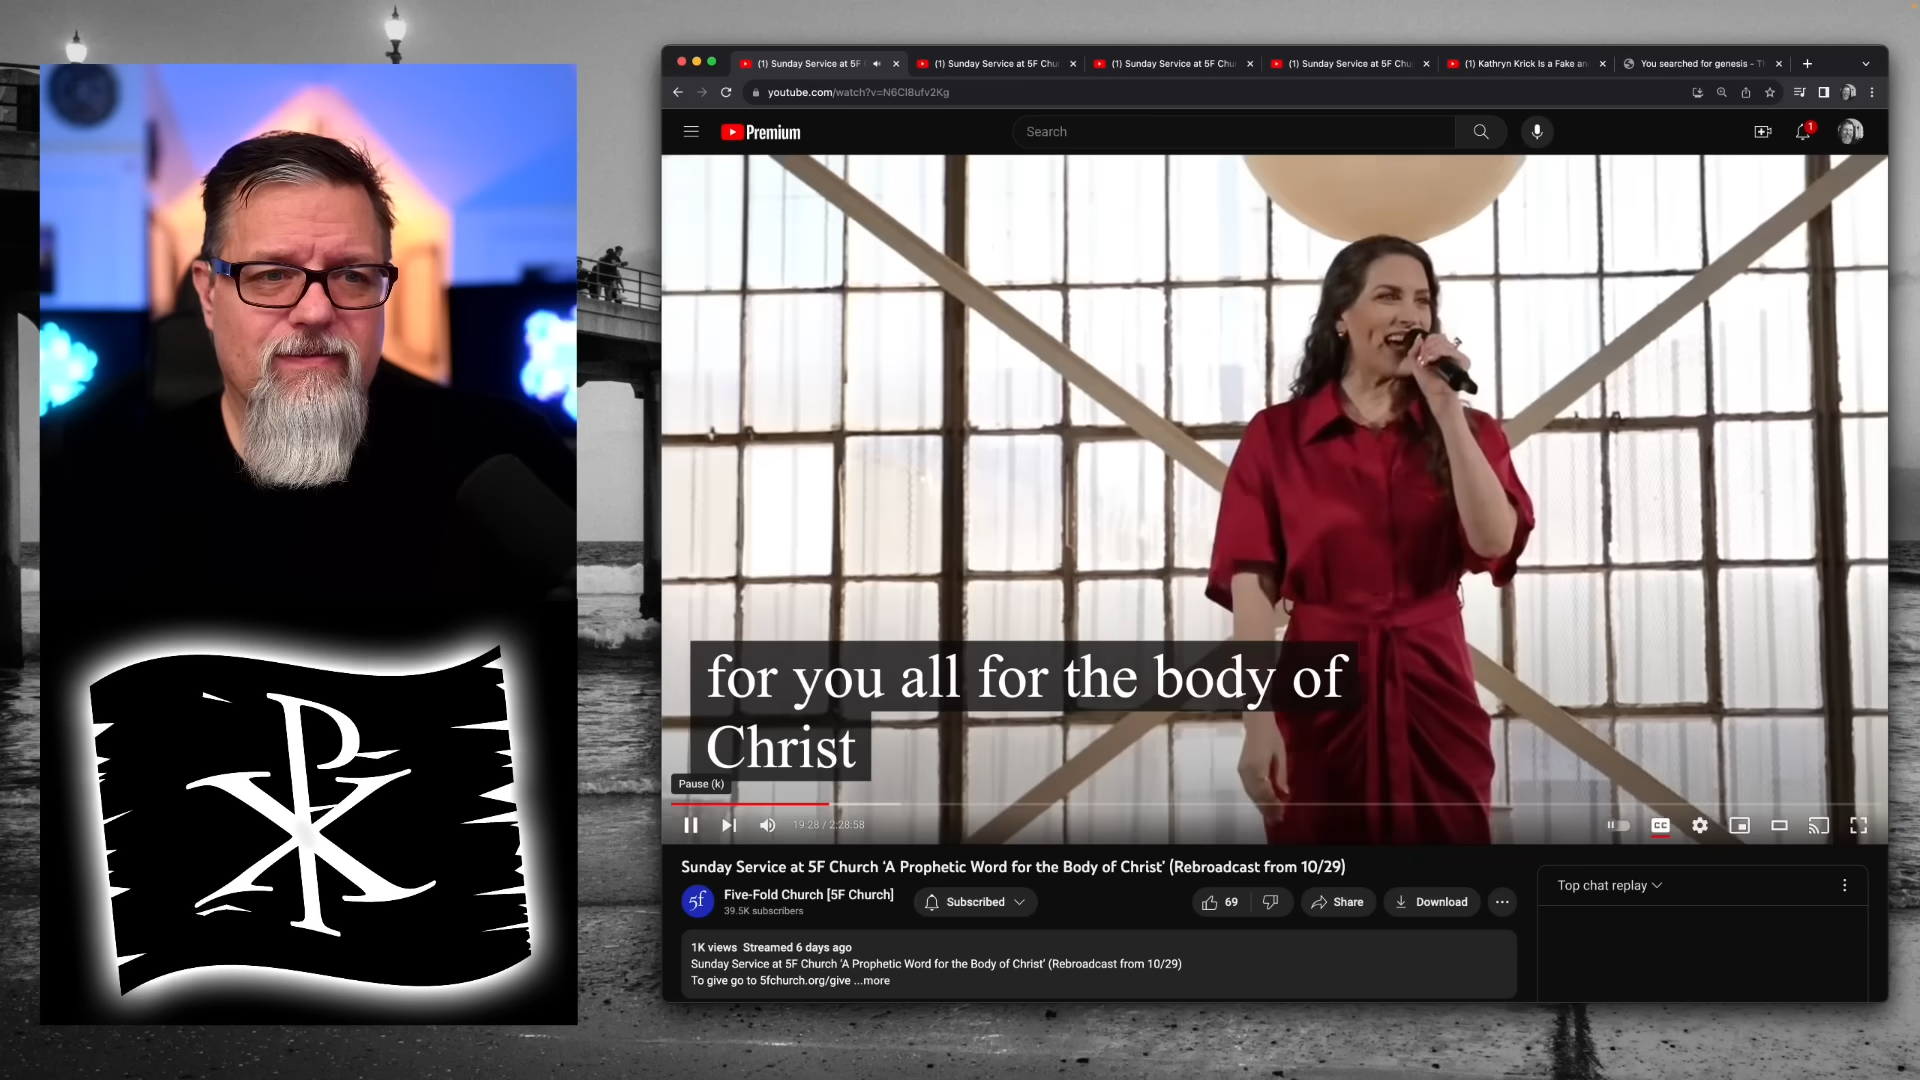 (1) Sunday Service at 5F
(1) Sunday Service at 5F Chu
(1) Sunday Service at 5F Chu
(1) Sunday Service at 5F Chu
(1) Kathryn Krick Is a Fake an
You searched for genesis - T
youtube.com/watch?v=N6Cl8ufv2Kg
Premium
Search
1
for you all for the body of
Christ
Pause (k)
19:28 / 2:28:58
CC
Sunday Service at 5F Church 'A Prophetic Word for the Body of Christ' (Rebroadcast from 10/29)
5f
Five-Fold Church [5F Church]
39.5K subscribers
Subscribed
69
Share
Download
Top chat replay
1K views Streamed 6 days ago
Sunday Service at 5F Church 'A Prophetic Word for the Body of Christ' (Rebroadcast from 10/29)
To give go to 5fchurch.org/give ...more